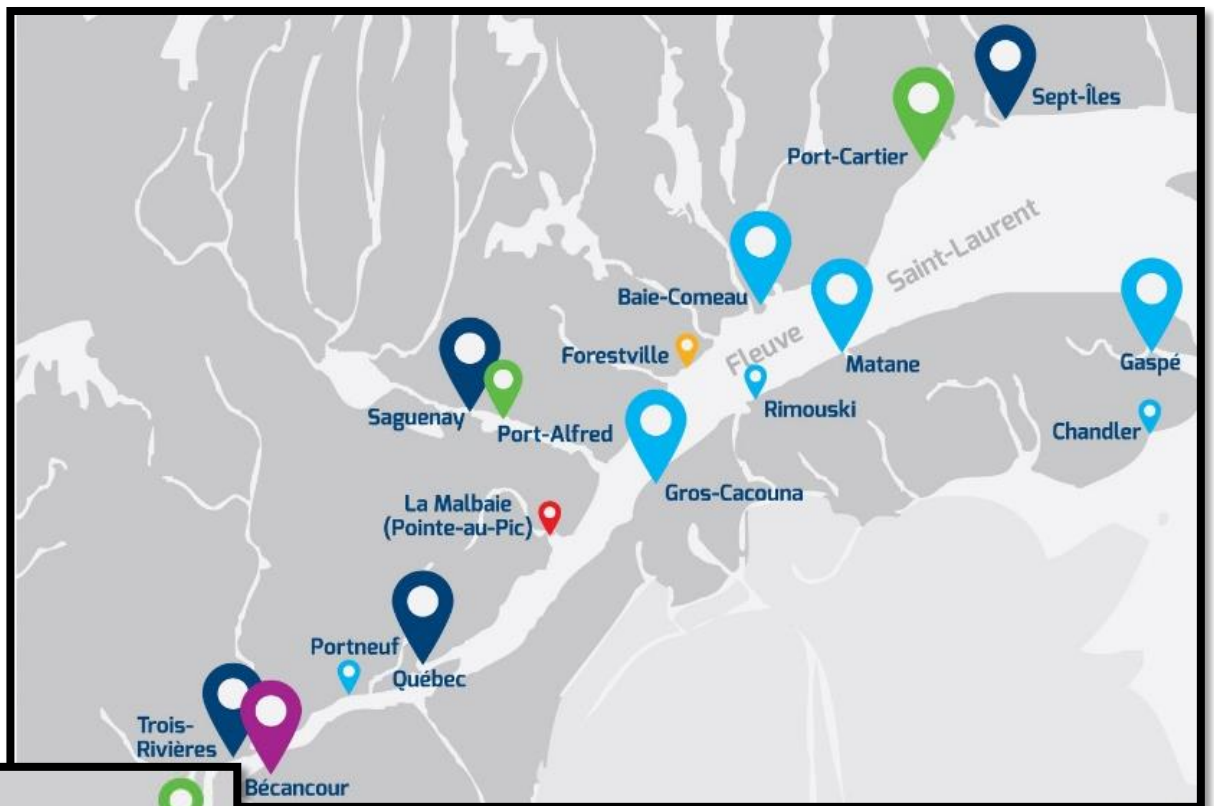 Sept-Îles
Port-Cartier
Fleuve Saint-Laurent
Baie-Comeau
Forestville
Matane
Gaspé
Rimouski
Saguenay
Port-Alfred
Chandler
Gros-Cacouna
La Malbaie
(Pointe-au-Pic)
Portneuf
Québec
Trois-
Rivières
Bécancour